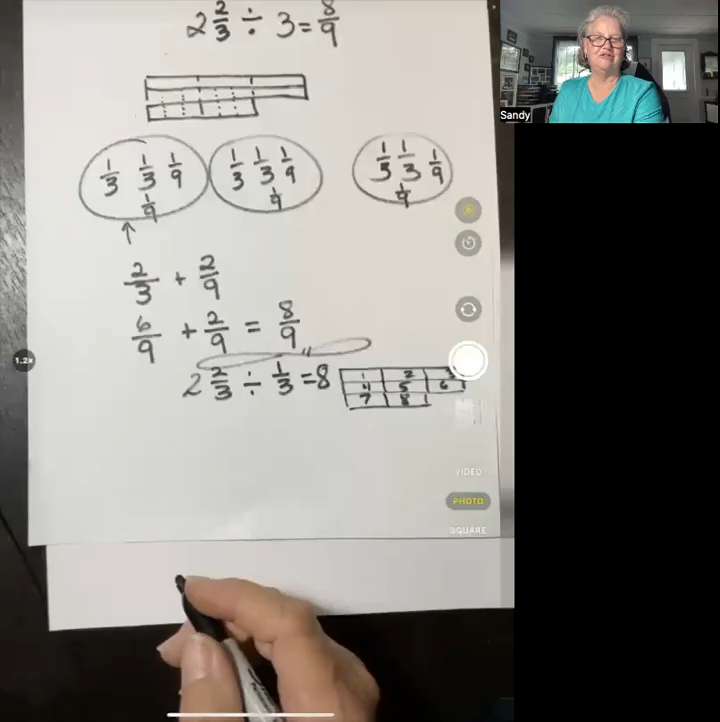 2 2/3 ÷ 3 = 8/9
Sandy
1/3 1/3 1/9 1/9
1/3 1/3 1/9 1/9
1/3 1/3 1/9 1/9
2/3 + 2/9
6/9 + 2/9 = 8/9
1.2×
2 2/3 ÷ 1/3 = 8
1 2 3
4 5 6
7 8
VIDEO
PHOTO
SQUARE